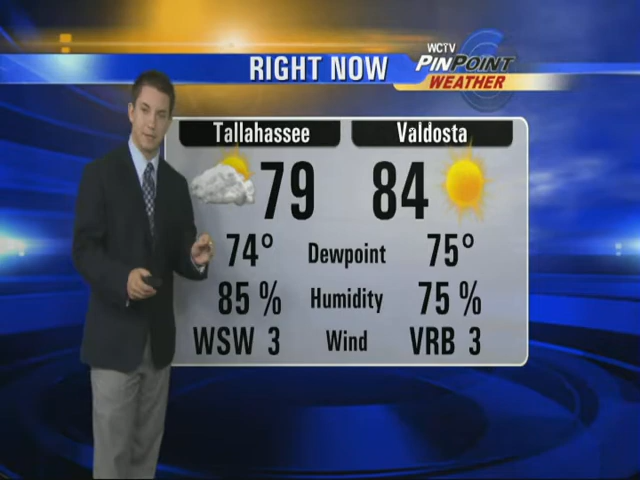 WCTV
RIGHT NOW PINPOINT
WEATHER
Tallahassee Valdosta
79 84
74° Dewpoint 75°
85 % Humidity 75 %
WSW 3 Wind VRB 3